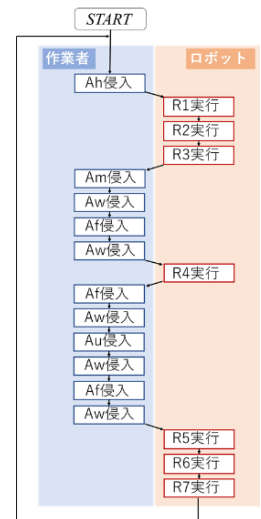 START
作業者
ロボット
Ah侵入
R1実行
R2実行
R3実行
Am侵入
Aw侵入
Af侵入
Aw侵入
R4実行
Af侵入
Aw侵入
Au侵入
Aw侵入
Af侵入
Aw侵入
R5実行
R6実行
R7実行